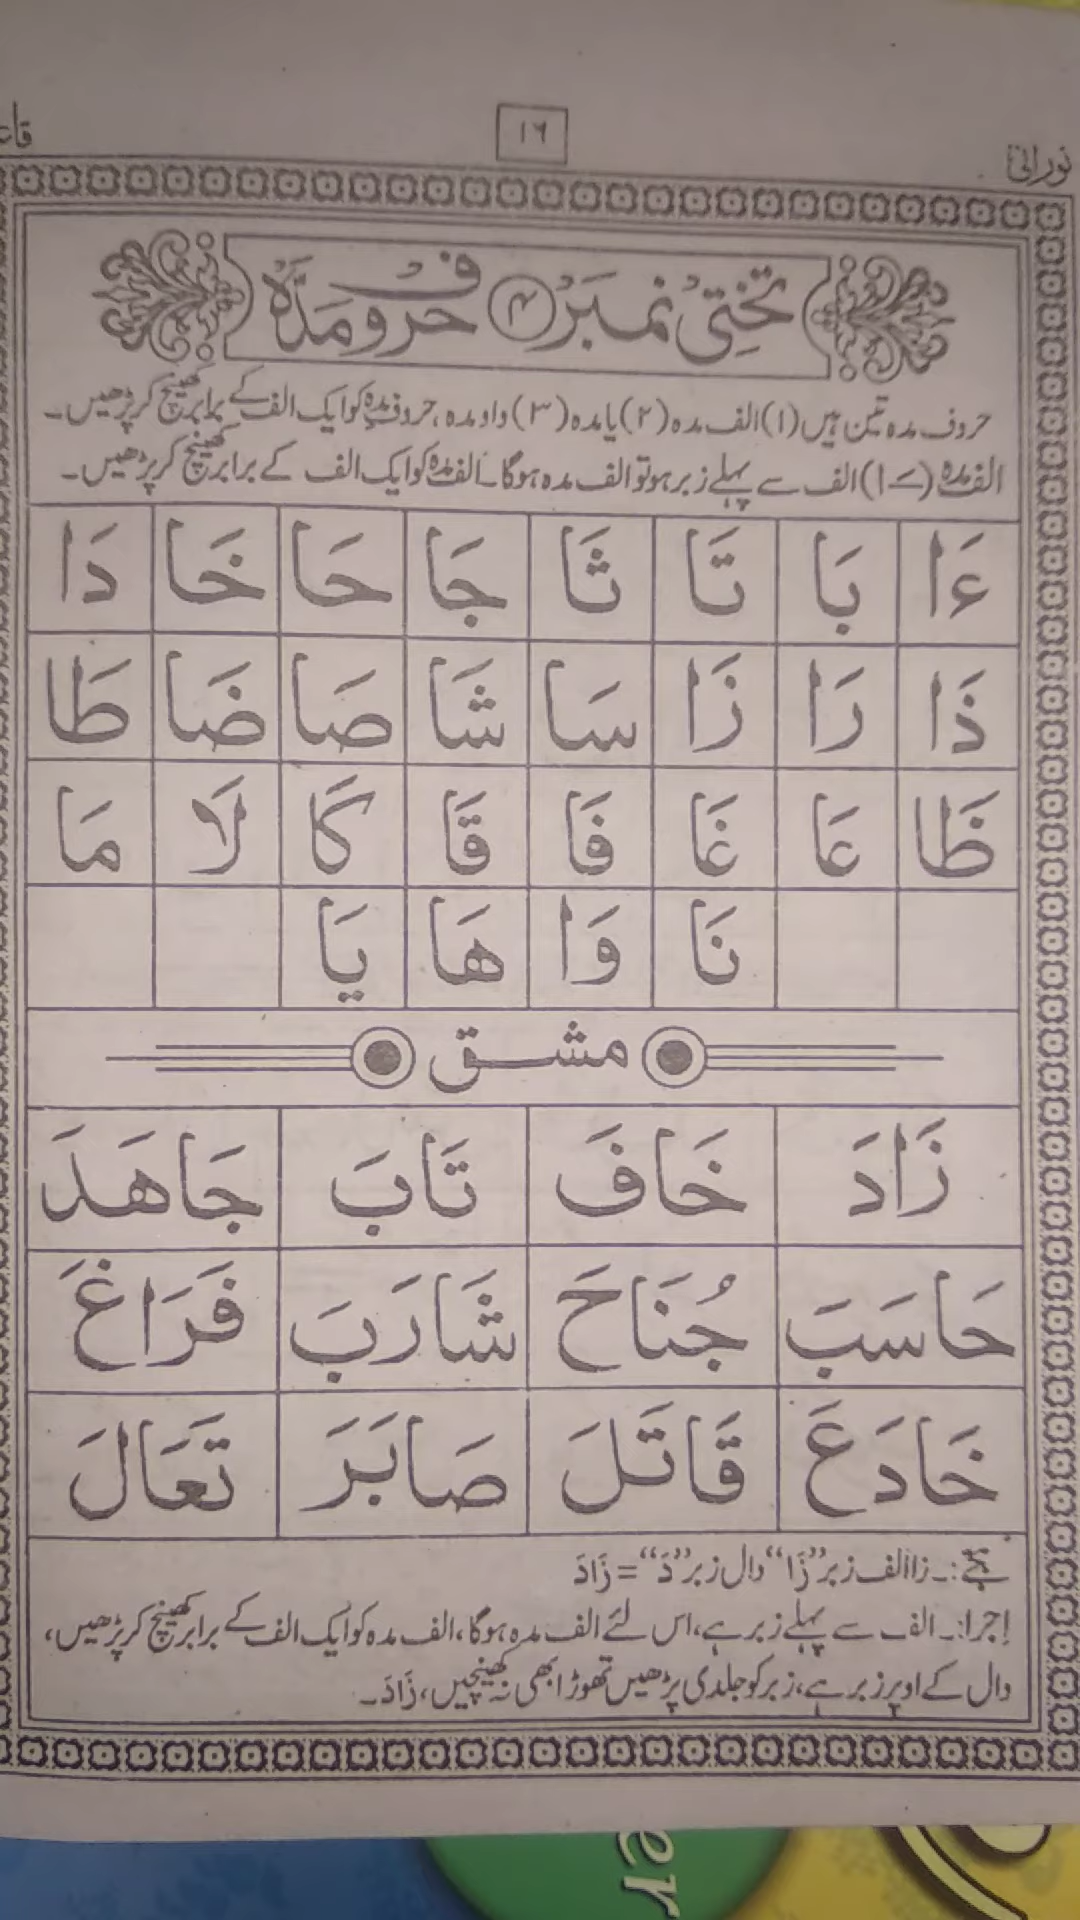 نورانی ١٦ قاع
تختی نمبر ۴ حروف مدہ
حروف مدہ تین ہیں (۱) الف مدہ (۲) یا مدہ (۳) واو مدہ، حروف مدہ کو ایک الف کے برابر کھینچ کر پڑھیں۔
الف مدہ (ـَ ا) الف سے پہلے زبر ہو تو الف مدہ ہوگا۔ الف مدہ کو ایک الف کے برابر کھینچ کر پڑھیں۔
ءَا بَا تَا ثَا جَا حَا خَا دَا
ذَا رَا زَا سَا شَا صَا ضَا طَا
ظَا عَا غَا فَا قَا كَا لَا مَا
نَا وَا هَا يَا
مشق
زَادَ خَافَ تَابَ جَاهَدَ
حَاسَبَ جُنَاحَ شَارَبَ فَرَاغَ
خَادَعَ قَاتَلَ صَابَرَ تَعَالَ
ہجے:۔ زا الف زبر ”زَا“ دال زبر ”دَ“ = زَادَ
اجرا:۔ الف سے پہلے زبر ہے، اس لئے الف مدہ ہوگا، الف مدہ کو ایک الف کے برابر کھینچ کر پڑھیں،
دال کے اوپر زبر ہے، زبر کو جلدی پڑھیں تھوڑا بھی نہ کھینچیں، زَادَ۔
er